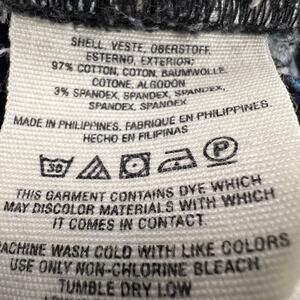 SHELL, VESTE, OBERSTOFF,
ESTERNO, EXTERIOR:
97% COTTON, COTON, BAUMWOLLE,
COTONE, ALGODON
3% SPANDEX, SPANDEX, SPANDEX,
SPANDEX, SPANDEX
MADE IN PHILIPPINES, FABRIQUÉ EN PHILIPPINES,
HECHO EN FILIPINAS
30
THIS GARMENT CONTAINS DYE WHICH
MAY DISCOLOR MATERIALS WITH WHICH
IT COMES IN CONTACT
MACHINE WASH COLD WITH LIKE COLORS
USE ONLY NON-CHLORINE BLEACH
TUMBLE DRY LOW